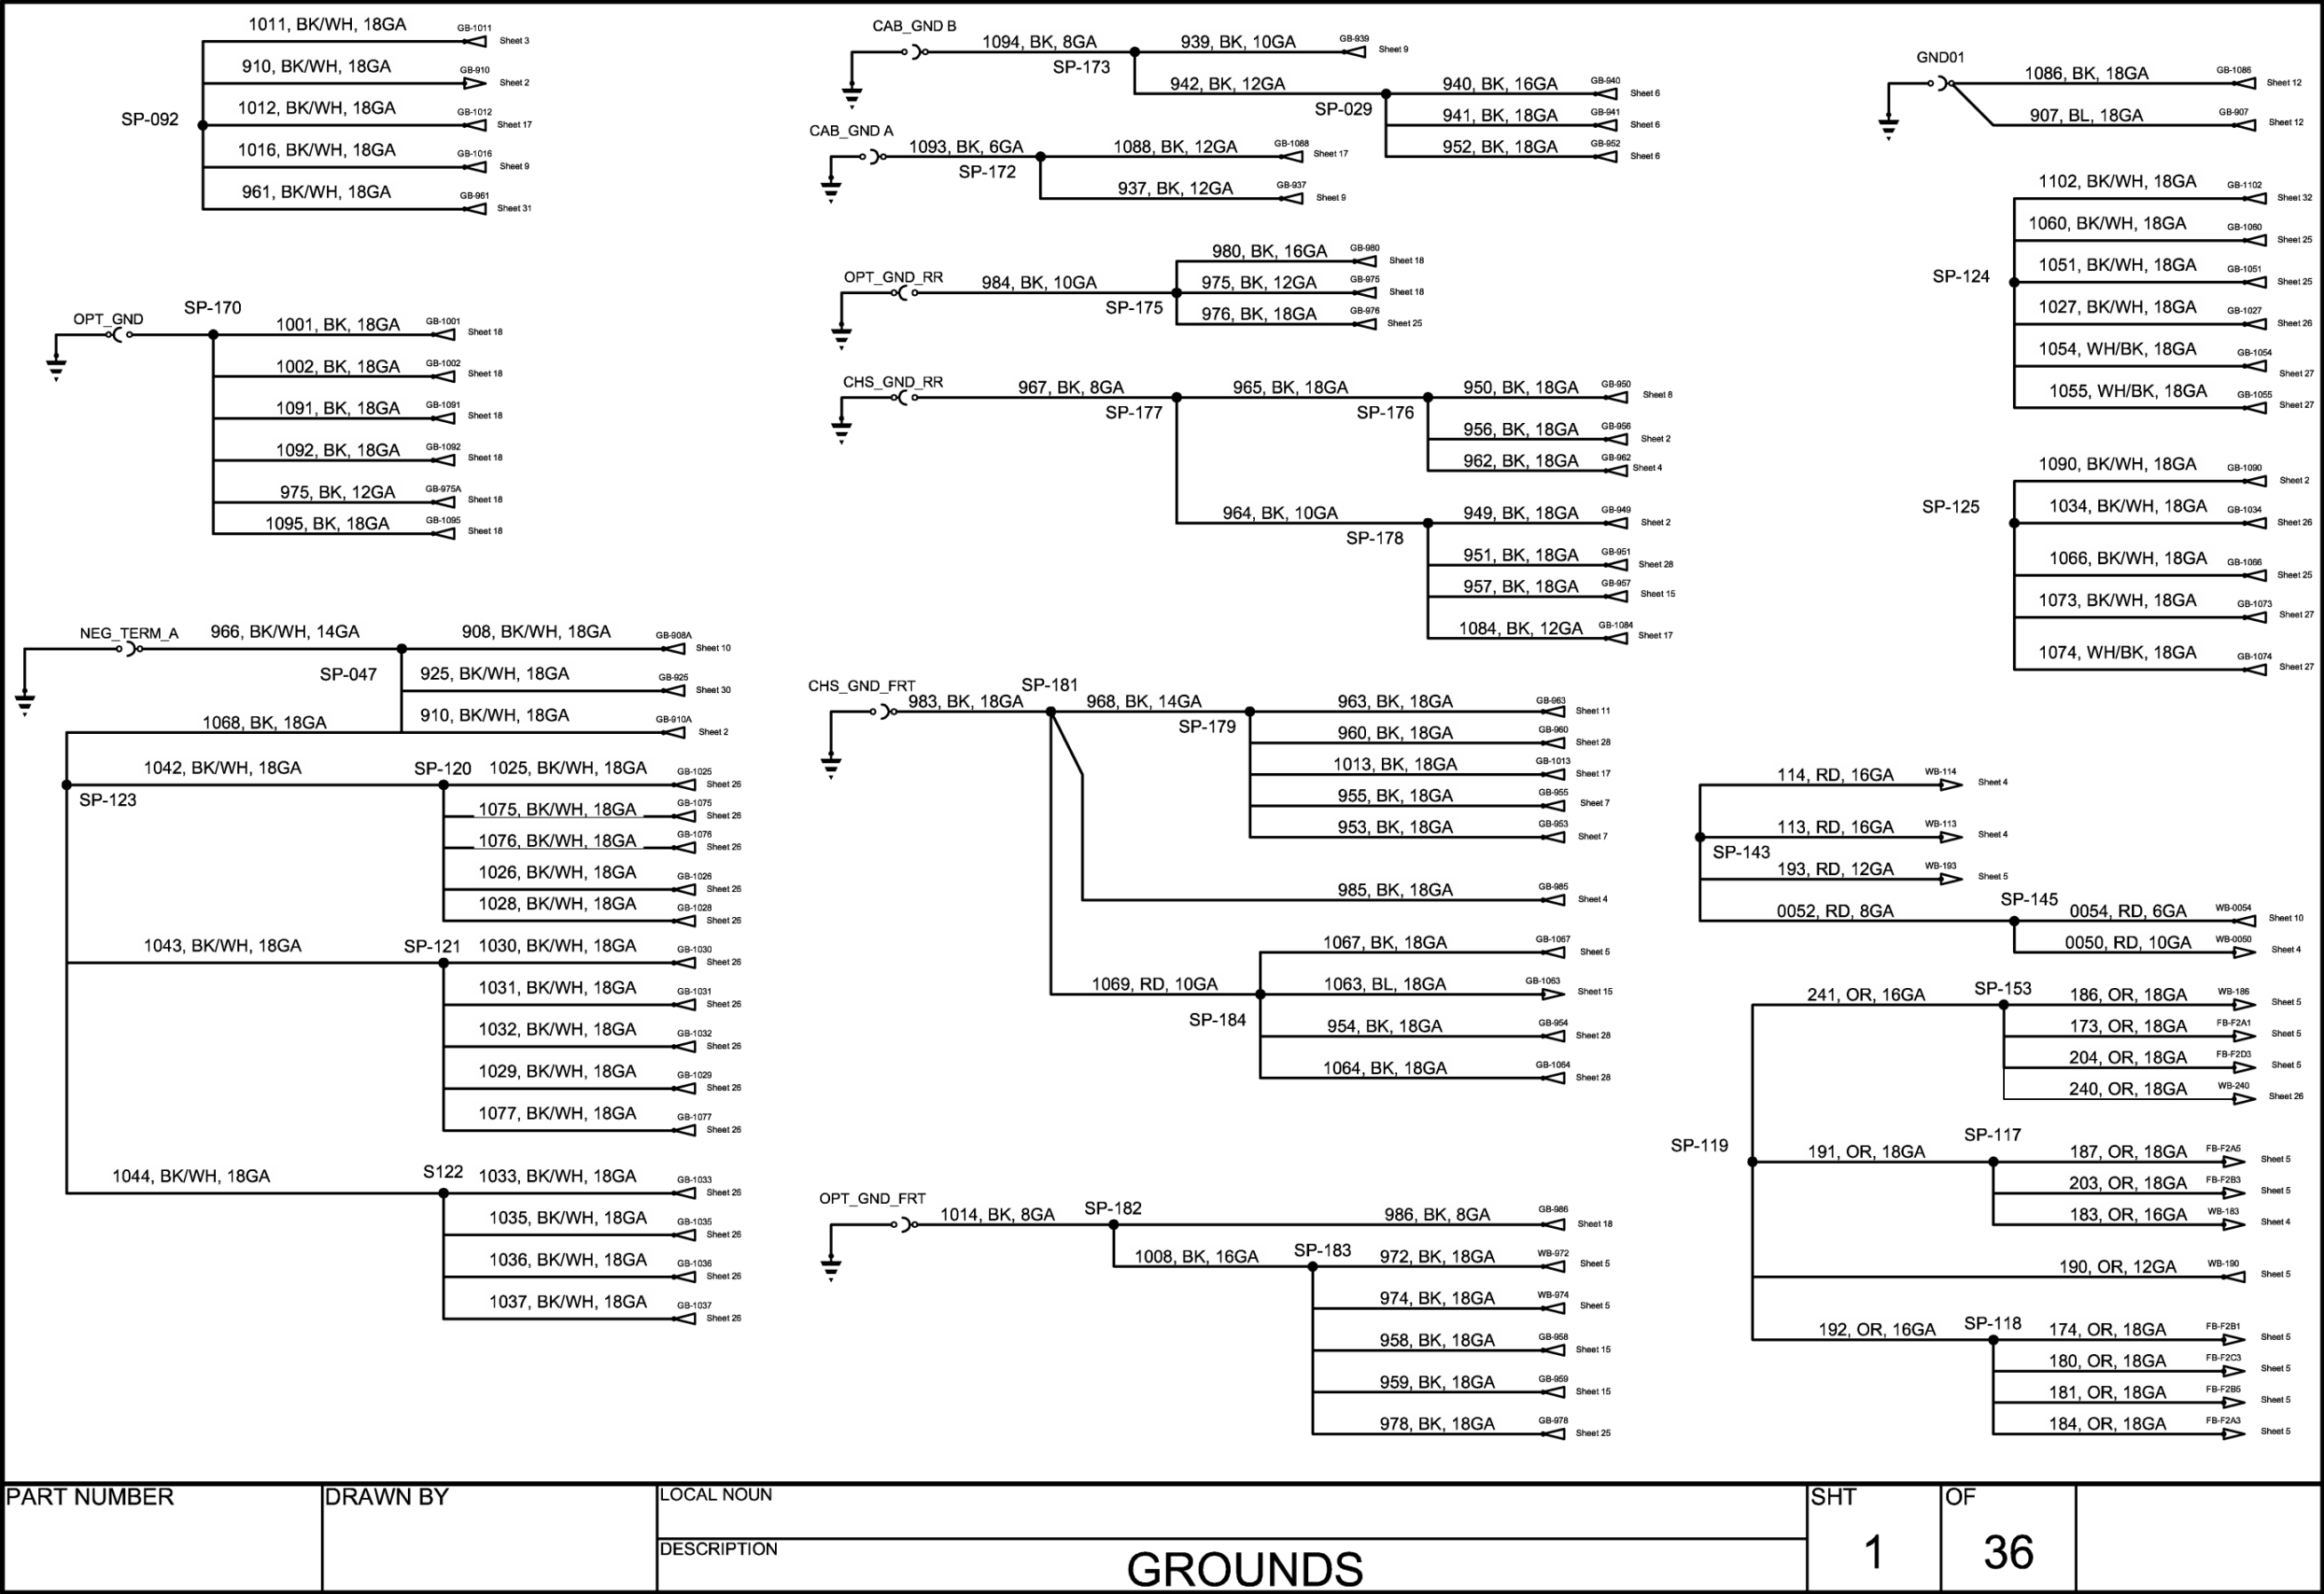 1011, BK/WH, 18GA
GB-1011
Sheet 3
910, BK/WH, 18GA
GB-910
Sheet 2
SP-092
1012, BK/WH, 18GA
GB-1012
Sheet 17
1016, BK/WH, 18GA
GB-1016
Sheet 9
961, BK/WH, 18GA
GB-961
Sheet 31
OPT_GND
SP-170
1001, BK, 18GA
GB-1001
Sheet 18
1002, BK, 18GA
GB-1002
Sheet 18
1091, BK, 18GA
GB-1091
Sheet 18
1092, BK, 18GA
GB-1092
Sheet 18
975, BK, 12GA
GB-975A
Sheet 18
1095, BK, 18GA
GB-1095
Sheet 18
NEG_TERM_A
966, BK/WH, 14GA
SP-047
908, BK/WH, 18GA
GB-908A
Sheet 10
925, BK/WH, 18GA
GB-925
Sheet 30
1068, BK, 18GA
910, BK/WH, 18GA
GB-910A
Sheet 2
SP-123
1042, BK/WH, 18GA
SP-120
1025, BK/WH, 18GA
GB-1025
Sheet 26
1075, BK/WH, 18GA
GB-1075
Sheet 26
1076, BK/WH, 18GA
GB-1076
Sheet 26
1026, BK/WH, 18GA
GB-1026
Sheet 26
1028, BK/WH, 18GA
GB-1028
Sheet 26
1043, BK/WH, 18GA
SP-121
1030, BK/WH, 18GA
GB-1030
Sheet 26
1031, BK/WH, 18GA
GB-1031
Sheet 26
1032, BK/WH, 18GA
GB-1032
Sheet 26
1029, BK/WH, 18GA
GB-1029
Sheet 26
1077, BK/WH, 18GA
GB-1077
Sheet 26
1044, BK/WH, 18GA
S122
1033, BK/WH, 18GA
GB-1033
Sheet 26
1035, BK/WH, 18GA
GB-1035
Sheet 26
1036, BK/WH, 18GA
GB-1036
Sheet 26
1037, BK/WH, 18GA
GB-1037
Sheet 26
CAB_GND B
1094, BK, 8GA
SP-173
939, BK, 10GA
GB-939
Sheet 9
942, BK, 12GA
SP-029
940, BK, 16GA
GB-940
Sheet 6
941, BK, 18GA
GB-941
Sheet 6
952, BK, 18GA
GB-952
Sheet 6
CAB_GND A
1093, BK, 6GA
SP-172
1088, BK, 12GA
GB-1088
Sheet 17
937, BK, 12GA
GB-937
Sheet 9
OPT_GND_RR
984, BK, 10GA
SP-175
980, BK, 16GA
GB-980
Sheet 18
975, BK, 12GA
GB-975
Sheet 18
976, BK, 18GA
GB-976
Sheet 25
CHS_GND_RR
967, BK, 8GA
SP-177
965, BK, 18GA
SP-176
950, BK, 18GA
GB-950
Sheet 8
956, BK, 18GA
GB-956
Sheet 2
962, BK, 18GA
GB-962
Sheet 4
964, BK, 10GA
SP-178
949, BK, 18GA
GB-949
Sheet 2
951, BK, 18GA
GB-951
Sheet 28
957, BK, 18GA
GB-957
Sheet 15
1084, BK, 12GA
GB-1084
Sheet 17
CHS_GND_FRT
983, BK, 18GA
SP-181
968, BK, 14GA
SP-179
963, BK, 18GA
GB-963
Sheet 11
960, BK, 18GA
GB-960
Sheet 28
1013, BK, 18GA
GB-1013
Sheet 17
955, BK, 18GA
GB-955
Sheet 7
953, BK, 18GA
GB-953
Sheet 7
985, BK, 18GA
GB-985
Sheet 4
1069, RD, 10GA
SP-184
1067, BK, 18GA
GB-1067
Sheet 5
1063, BL, 18GA
GB-1063
Sheet 15
954, BK, 18GA
GB-954
Sheet 28
1064, BK, 18GA
GB-1064
Sheet 28
OPT_GND_FRT
1014, BK, 8GA
SP-182
986, BK, 8GA
GB-986
Sheet 18
1008, BK, 16GA
SP-183
972, BK, 18GA
WB-972
Sheet 5
974, BK, 18GA
WB-974
Sheet 5
958, BK, 18GA
GB-958
Sheet 15
959, BK, 18GA
GB-959
Sheet 15
978, BK, 18GA
GB-978
Sheet 25
GND01
1086, BK, 18GA
GB-1086
Sheet 12
907, BL, 18GA
GB-907
Sheet 12
SP-124
1102, BK/WH, 18GA
GB-1102
Sheet 32
1060, BK/WH, 18GA
GB-1060
Sheet 25
1051, BK/WH, 18GA
GB-1051
Sheet 25
1027, BK/WH, 18GA
GB-1027
Sheet 26
1054, WH/BK, 18GA
GB-1054
Sheet 27
1055, WH/BK, 18GA
GB-1055
Sheet 27
SP-125
1090, BK/WH, 18GA
GB-1090
Sheet 2
1034, BK/WH, 18GA
GB-1034
Sheet 26
1066, BK/WH, 18GA
GB-1066
Sheet 25
1073, BK/WH, 18GA
GB-1073
Sheet 27
1074, WH/BK, 18GA
GB-1074
Sheet 27
114, RD, 16GA
WB-114
Sheet 4
113, RD, 16GA
WB-113
Sheet 4
SP-143
193, RD, 12GA
WB-193
Sheet 5
0052, RD, 8GA
SP-145
0054, RD, 6GA
WB-0054
Sheet 10
0050, RD, 10GA
WB-0050
Sheet 4
SP-119
241, OR, 16GA
SP-153
186, OR, 18GA
WB-186
Sheet 5
173, OR, 18GA
FB-F2A1
Sheet 5
204, OR, 18GA
FB-F2D3
Sheet 5
240, OR, 18GA
WB-240
Sheet 26
191, OR, 18GA
SP-117
187, OR, 18GA
FB-F2A5
Sheet 5
203, OR, 18GA
FB-F2B3
Sheet 5
183, OR, 16GA
WB-183
Sheet 4
190, OR, 12GA
WB-190
Sheet 5
192, OR, 16GA
SP-118
174, OR, 18GA
FB-F2B1
Sheet 5
180, OR, 18GA
FB-F2C3
Sheet 5
181, OR, 18GA
FB-F2B5
Sheet 5
184, OR, 18GA
FB-F2A3
Sheet 5
PART NUMBER
DRAWN BY
LOCAL NOUN
DESCRIPTION
GROUNDS
SHT
1
OF
36